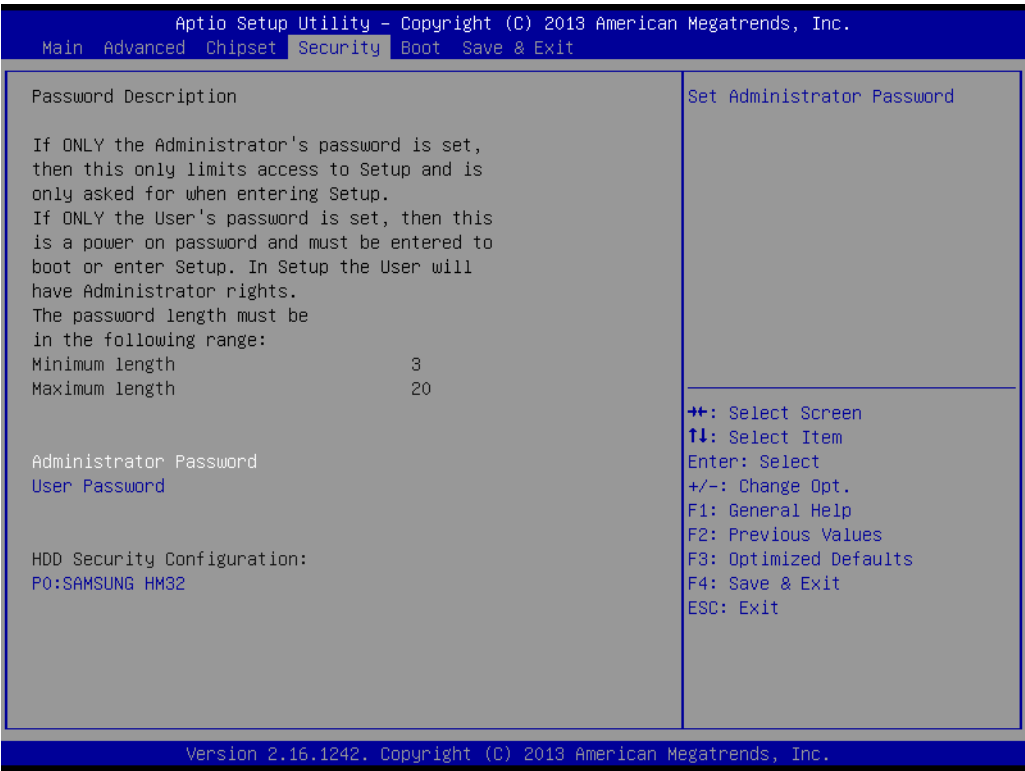 Aptio Setup Utility – Copyright (C) 2013 American Megatrends, Inc.
Main Advanced Chipset Security Boot Save & Exit
Password Description
If ONLY the Administrator's password is set,
then this only limits access to Setup and is
only asked for when entering Setup.
If ONLY the User's password is set, then this
is a power on password and must be entered to
boot or enter Setup. In Setup the User will
have Administrator rights.
The password length must be
in the following range:
Minimum length 3
Maximum length 20
Administrator Password
User Password
HDD Security Configuration:
P0:SAMSUNG HM32
Set Administrator Password
→←: Select Screen
↑↓: Select Item
Enter: Select
+/-: Change Opt.
F1: General Help
F2: Previous Values
F3: Optimized Defaults
F4: Save & Exit
ESC: Exit
Version 2.16.1242. Copyright (C) 2013 American Megatrends, Inc.